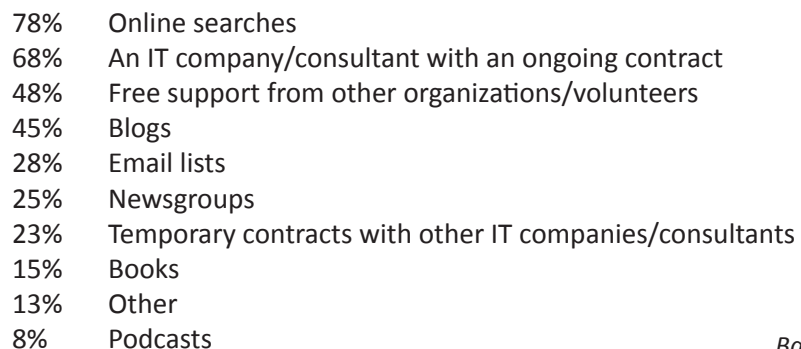 78% Online searches
68% An IT company/consultant with an ongoing contract
48% Free support from other organizations/volunteers
45% Blogs
28% Email lists
25% Newsgroups
23% Temporary contracts with other IT companies/consultants
15% Books
13% Other
8% Podcasts